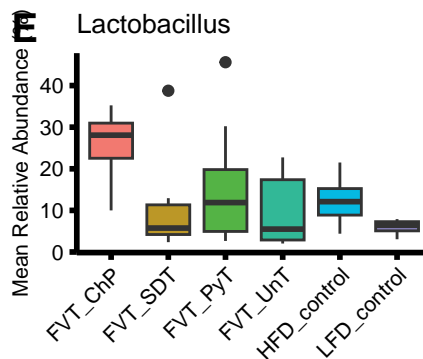 E
Lactobacillus
Mean Relative Abundance (%)
40
30
20
10
0
FVT_ChP
FVT_SDT
FVT_PyT
FVT_UnT
HFD_control
LFD_control